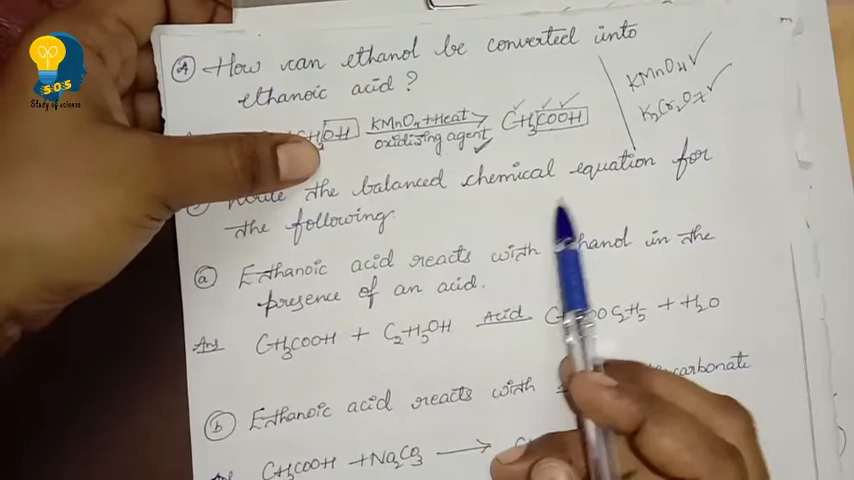 S.O.S
Study of Science
4 How can ethanol be converted into
ethanoic acid?
OH KMnO4 + Heat CH3COOH
oxidising agent
KMnO4
K2Cr2O7
the balanced chemical equation for
the following.
a Ethanoic acid reacts with in the
presence of an acid.
Ans CH3COOH + C2H5OH Acid C2H5 + H2O
b Ethanoic acid reacts with
CH3COOH + Na2CO3 →